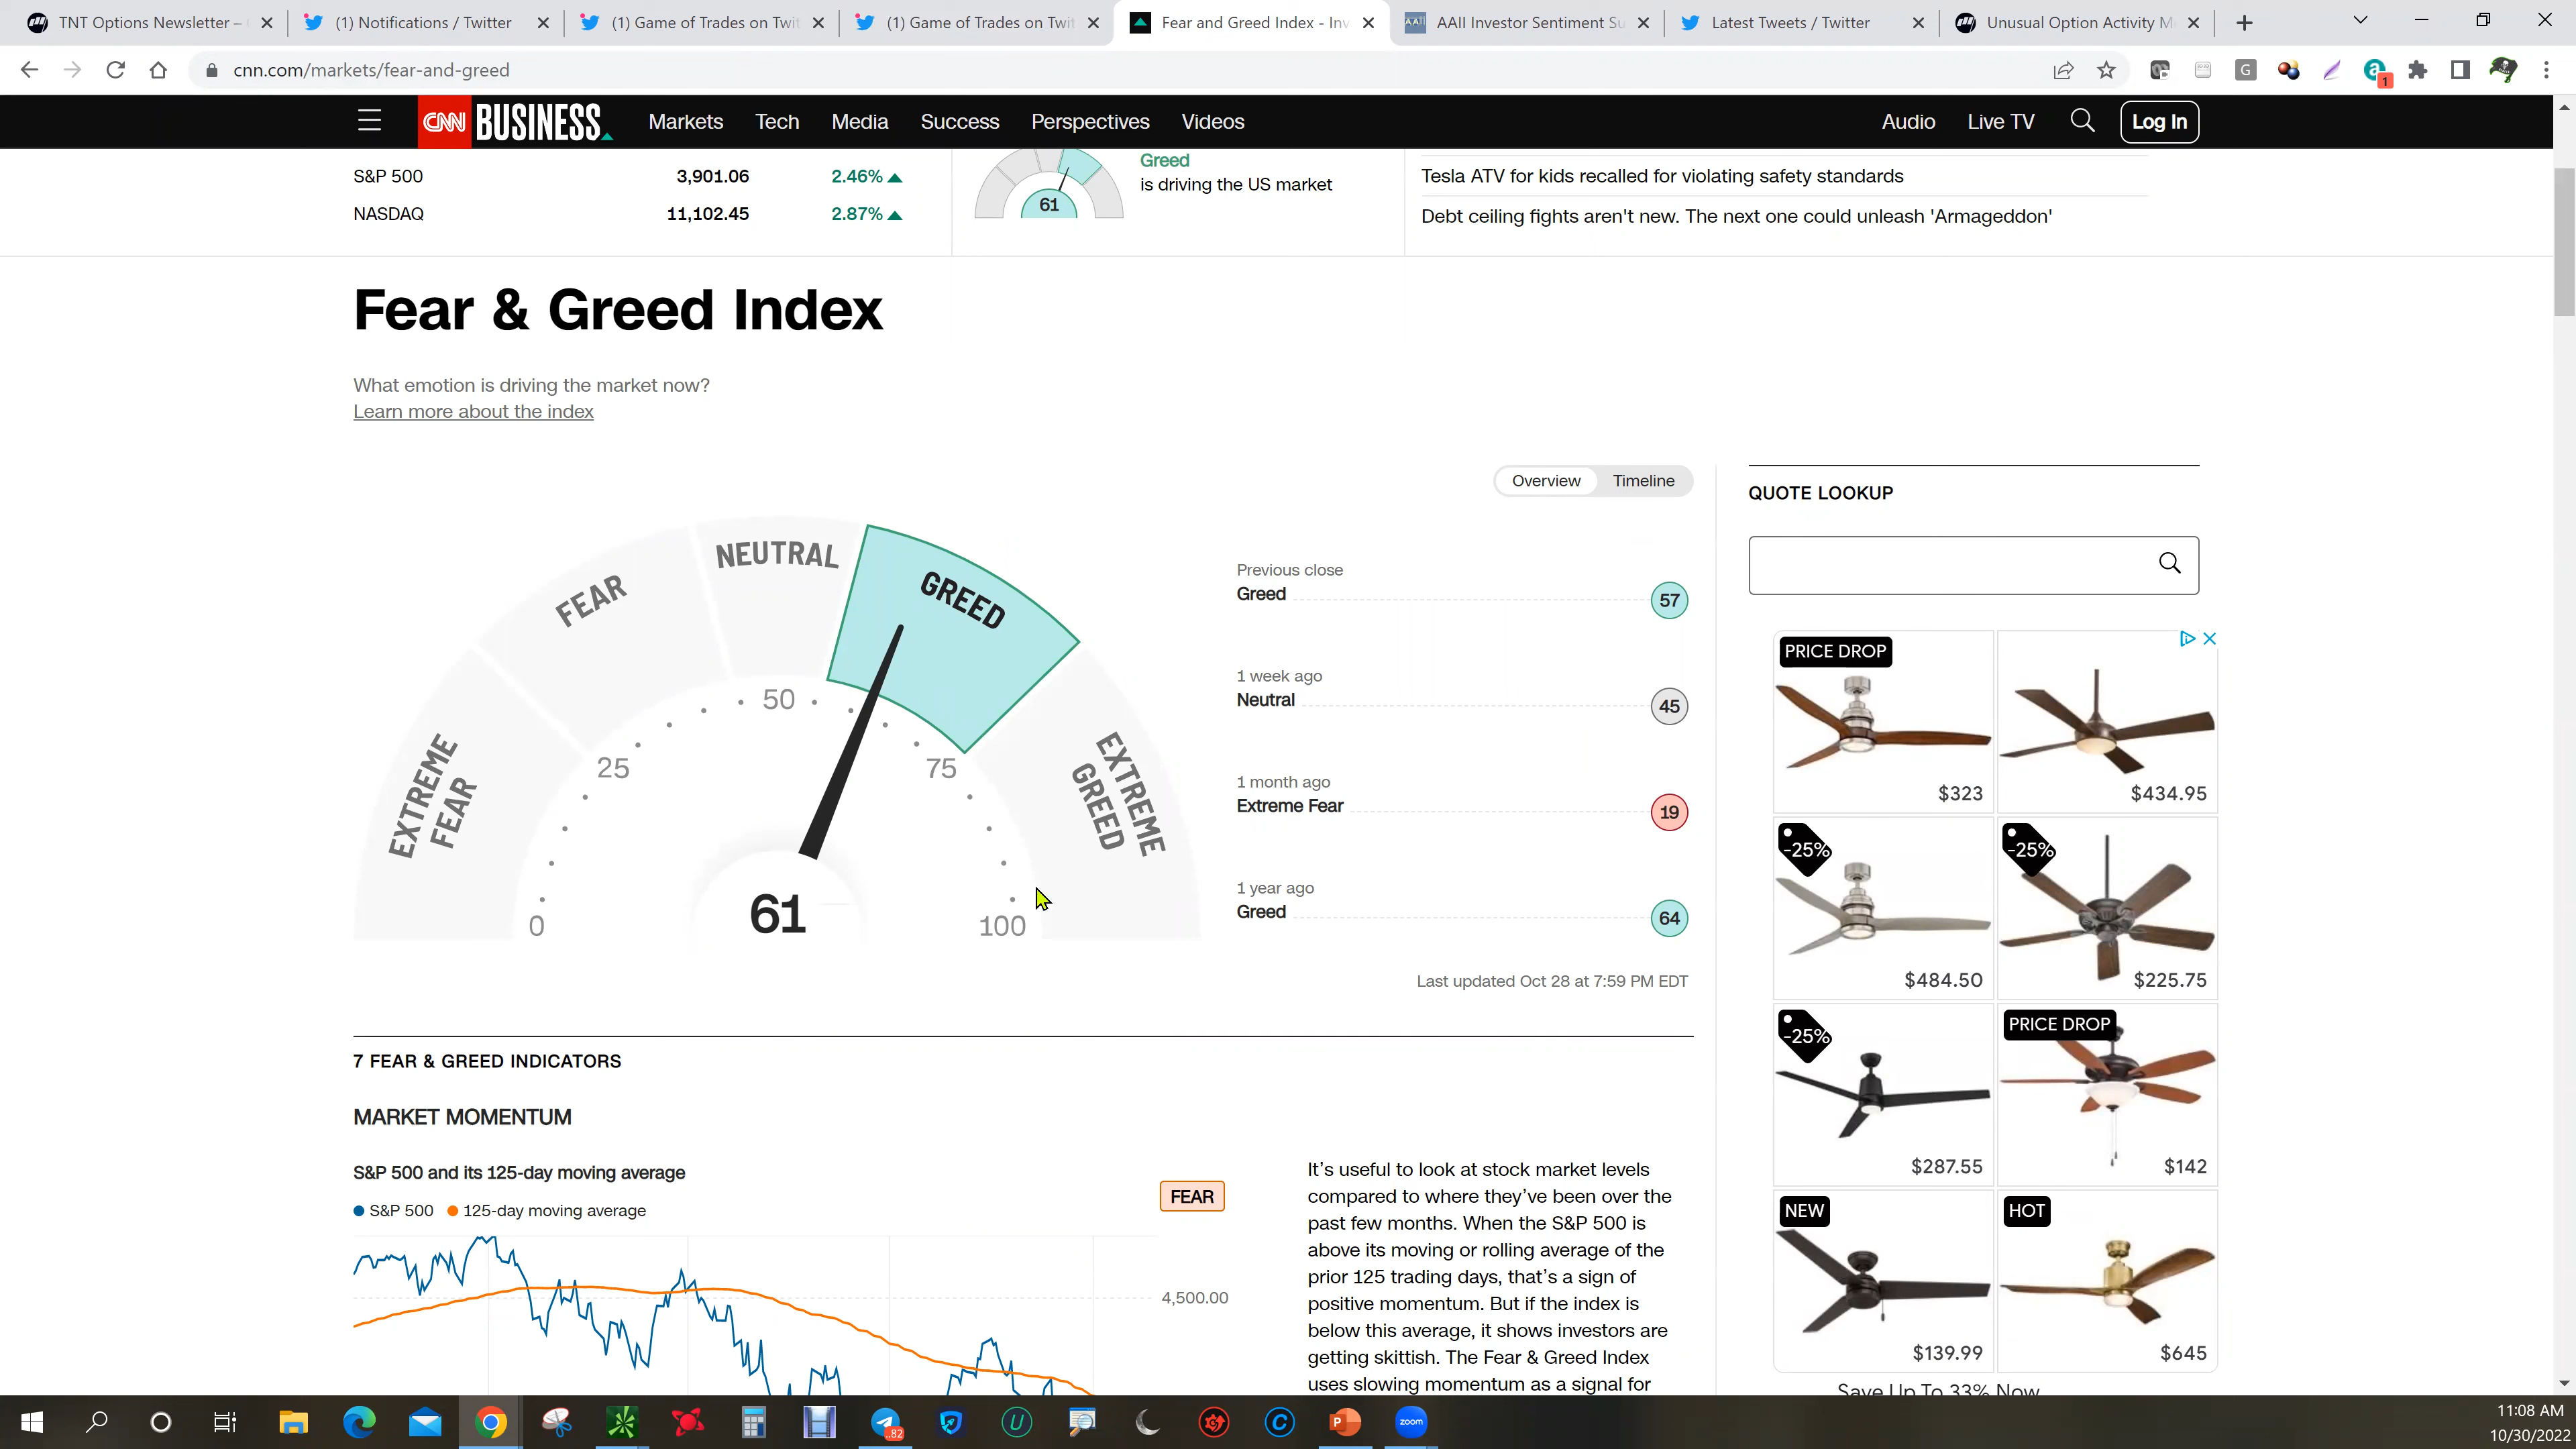 TNT Options Newsletter –
(1) Notifications / Twitter
(1) Game of Trades on Twit
(1) Game of Trades on Twit
Fear and Greed Index - Inv
AAII Investor Sentiment Su
Latest Tweets / Twitter
Unusual Option Activity M
cnn.com/markets/fear-and-greed
G
a
1
CNN BUSINESS
Markets
Tech
Media
Success
Perspectives
Videos
Audio
Live TV
Log In
S&P 500
3,901.06
2.46%
NASDAQ
11,102.45
2.87%
61
Greed
is driving the US market
Tesla ATV for kids recalled for violating safety standards
Debt ceiling fights aren't new. The next one could unleash 'Armageddon'
Fear & Greed Index
What emotion is driving the market now?
Learn more about the index
Overview
Timeline
EXTREME
FEAR
FEAR
NEUTRAL
GREED
EXTREME
GREED
0
25
50
75
100
61
Previous close
Greed
57
1 week ago
Neutral
45
1 month ago
Extreme Fear
19
1 year ago
Greed
64
Last updated Oct 28 at 7:59 PM EDT
7 FEAR & GREED INDICATORS
MARKET MOMENTUM
S&P 500 and its 125-day moving average
S&P 500
125-day moving average
FEAR
4,500.00
It's useful to look at stock market levels
compared to where they've been over the
past few months. When the S&P 500 is
above its moving or rolling average of the
prior 125 trading days, that's a sign of
positive momentum. But if the index is
below this average, it shows investors are
getting skittish. The Fear & Greed Index
uses slowing momentum as a signal for
QUOTE LOOKUP
PRICE DROP
$323
$434.95
-25%
$484.50
-25%
$225.75
-25%
$287.55
PRICE DROP
$142
NEW
$139.99
HOT
$645
Save Up To 33% Now
82
U
C
P
zoom
11:08 AM
10/30/2022